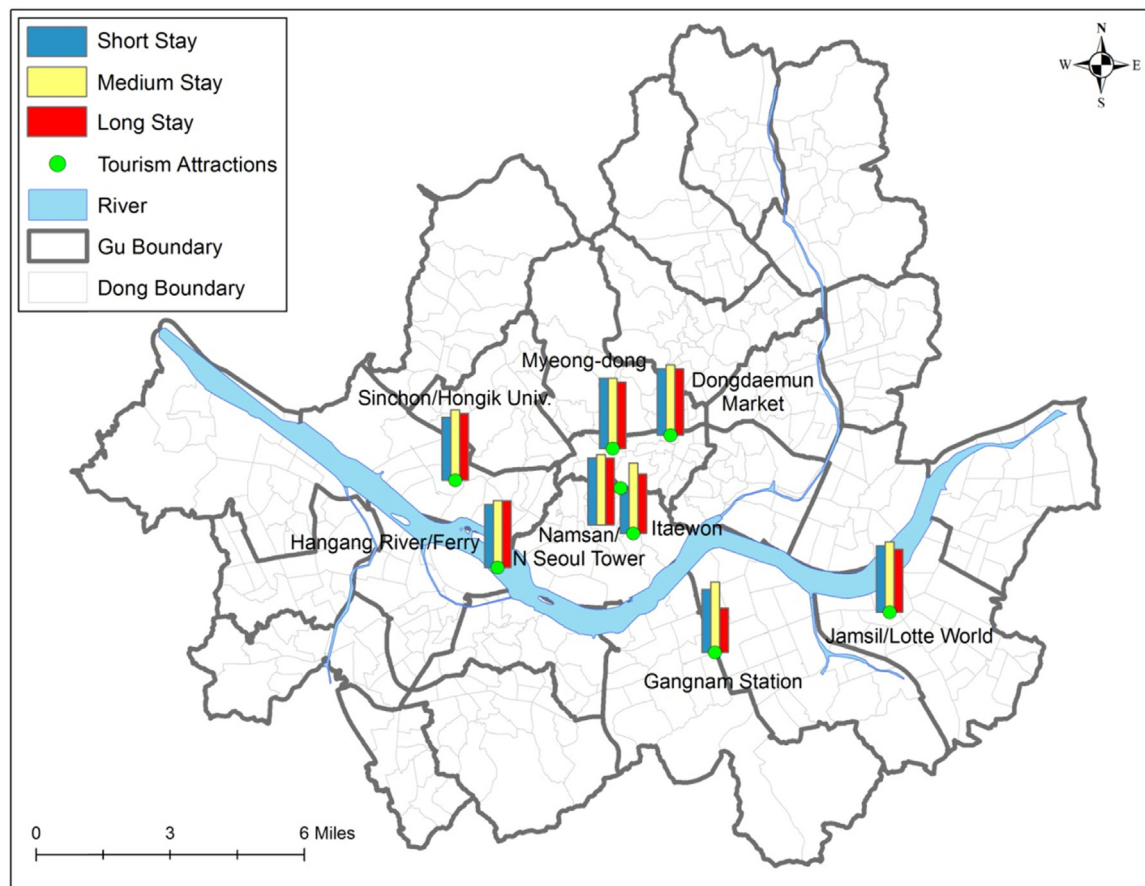 Short Stay
Medium Stay
Long Stay
Tourism Attractions
River
Gu Boundary
Dong Boundary
N
W
E
S
Myeong-dong
Dongdaemun
Market
Sinchon/Hongik Univ.
Itaewon
Namsan/
N Seoul Tower
Hangang River/Ferry
Jamsil/Lotte World
Gangnam Station
0
3
6 Miles